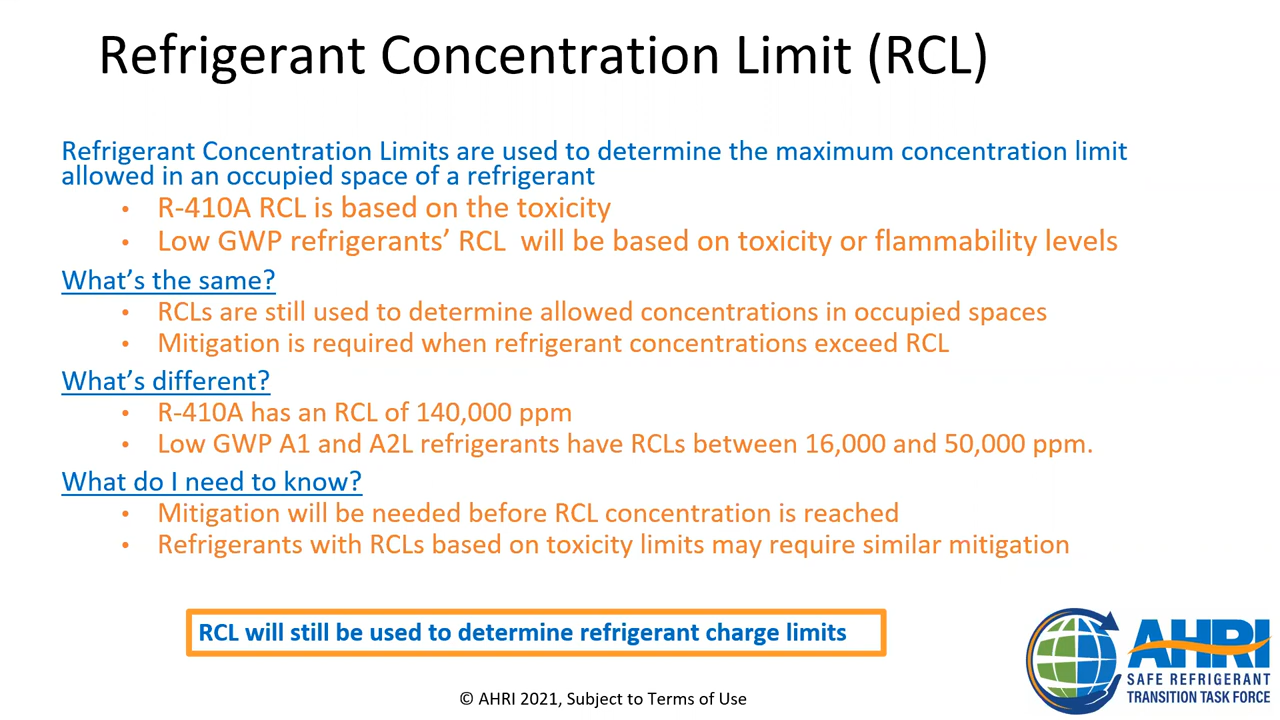 Refrigerant Concentration Limit (RCL)
Refrigerant Concentration Limits are used to determine the maximum concentration limit
allowed in an occupied space of a refrigerant
• R-410A RCL is based on the toxicity
• Low GWP refrigerants’ RCL will be based on toxicity or flammability levels
What’s the same?
• RCLs are still used to determine allowed concentrations in occupied spaces
• Mitigation is required when refrigerant concentrations exceed RCL
What’s different?
• R-410A has an RCL of 140,000 ppm
• Low GWP A1 and A2L refrigerants have RCLs between 16,000 and 50,000 ppm.
What do I need to know?
• Mitigation will be needed before RCL concentration is reached
• Refrigerants with RCLs based on toxicity limits may require similar mitigation
RCL will still be used to determine refrigerant charge limits
© AHRI 2021, Subject to Terms of Use
AHRI
SAFE REFRIGERANT
TRANSITION TASK FORCE